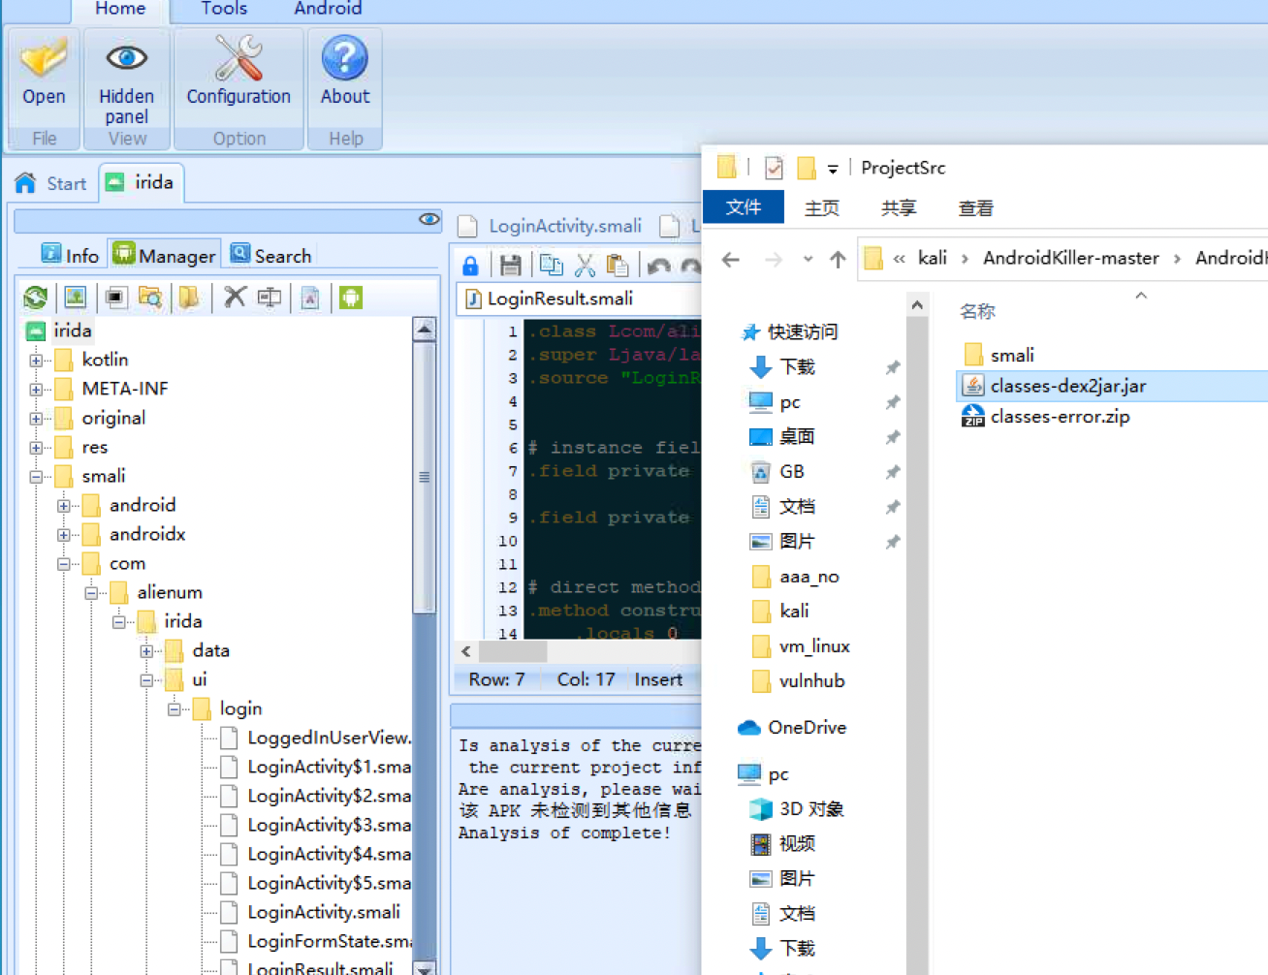 Home Tools Android
Open Hidden panel Configuration About
File View Option Help
Start irida
Info Manager Search
irida
kotlin
META-INF
original
res
smali
android
androidx
com
alienum
irida
data
ui
login
LoggedInUserView.
LoginActivity$1.sma
LoginActivity$2.sma
LoginActivity$3.sma
LoginActivity$4.sma
LoginActivity$5.sma
LoginActivity.smali
LoginFormState.sma
LoginResult.smali
LoginActivity.smali L
LoginResult.smali
1 .class Lcom/ali
2 .super Ljava/la
3 .source "LoginR
4
5
6 # instance fiel
7 .field private
8
9 .field private
10
11
12 # direct method
13 .method constru
14 .locals 0
Row: 7 Col: 17 Insert
Is analysis of the curre
the current project inf
Are analysis, please wai
该 APK 未检测到其他信息
Analysis of complete!
ProjectSrc
文件 主页 共享 查看
« kali › AndroidKiller-master › Android
快速访问
下载
pc
桌面
GB
文档
图片
aaa_no
kali
vm_linux
vulnhub
OneDrive
pc
3D 对象
视频
图片
文档
下载
名称
smali
classes-dex2jar.jar
classes-error.zip